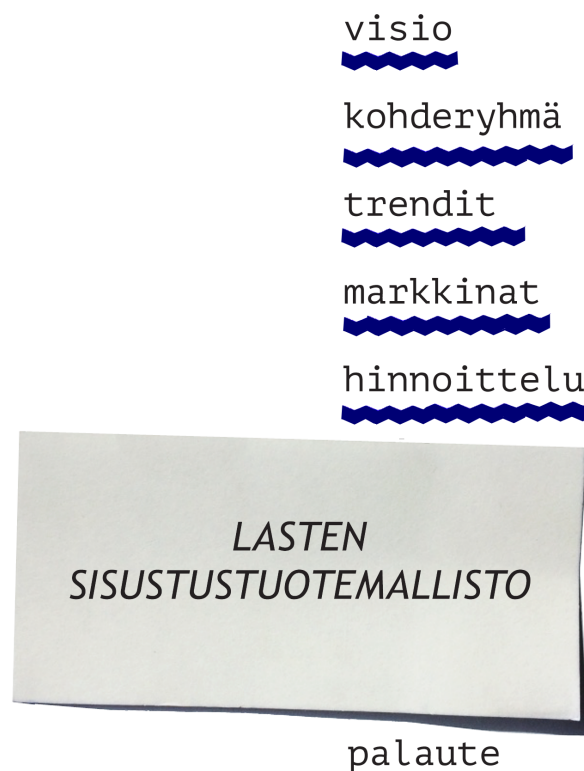 visio
kohderyhmä
trendit
markkinat
hinnoittelu
LASTEN
SISUSTUSTUOTEMALLISTO
palaute